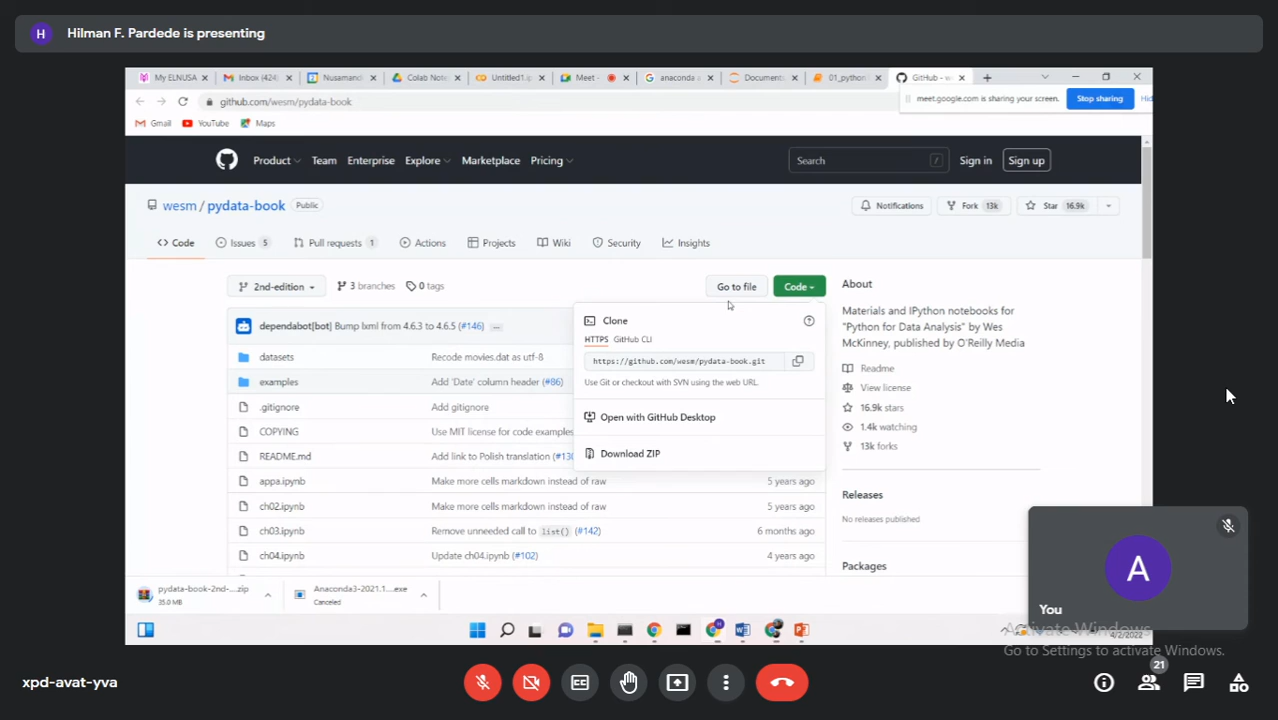 H Hilman F. Pardede is presenting
My ELNUSA Inbox (424) Nusamand Colab Note Untitled1.ip Meet - anaconda a Documents 01_python GitHub - w
github.com/wesm/pydata-book
meet.google.com is sharing your screen. Stop sharing Hid
Gmail YouTube Maps
Product Team Enterprise Explore Marketplace Pricing Search / Sign in Sign up
wesm / pydata-book Public Notifications Fork 13k Star 16.9k
<> Code Issues 5 Pull requests 1 Actions Projects Wiki Security Insights
2nd-edition 3 branches 0 tags Go to file Code
dependabot[bot] Bump lxml from 4.6.3 to 4.6.5 (#146) ...
datasets Recode movies.dat as utf-8
examples Add 'Date' column header (#86)
.gitignore Add gitignore
COPYING Use MIT license for code examples
README.md Add link to Polish translation (#130
appa.ipynb Make more cells markdown instead of raw 5 years ago
ch02.ipynb Make more cells markdown instead of raw 5 years ago
ch03.ipynb Remove unneeded call to list() (#142) 6 months ago
ch04.ipynb Update ch04.ipynb (#102) 4 years ago
Clone
HTTPS GitHub CLI
https://github.com/wesm/pydata-book.git
Use Git or checkout with SVN using the web URL.
Open with GitHub Desktop
Download ZIP
About
Materials and IPython notebooks for
"Python for Data Analysis" by Wes
McKinney, published by O'Reilly Media
Readme
View license
16.9k stars
1.4k watching
13k forks
Releases
No releases published
Packages
pydata-book-2nd-....zip
35.0 MB
Anaconda3-2021.1....exe
Canceled
A
You
4/2/2022
Activate Windows
Go to Settings to activate Windows.
xpd-avat-yva
CC
21